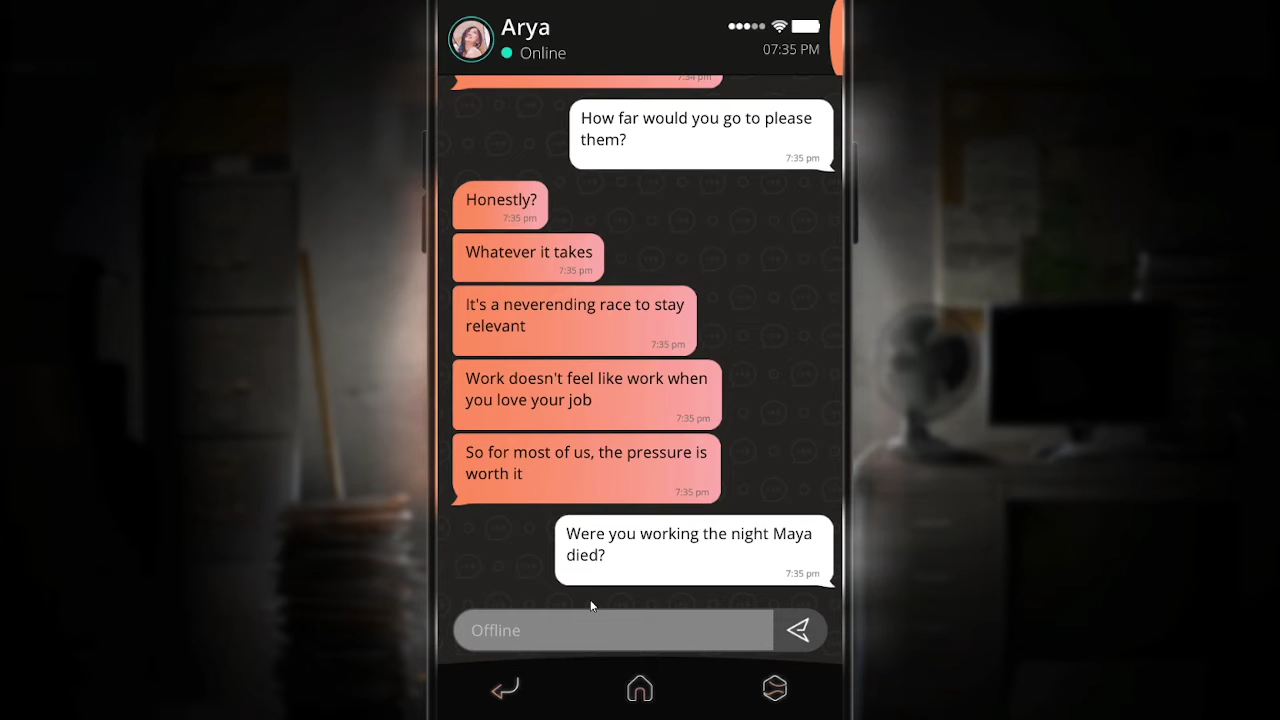 Arya
Online
07:35 PM
7:34 pm
How far would you go to please
them?
7:35 pm
Honestly?
7:35 pm
Whatever it takes
7:35 pm
It's a neverending race to stay
relevant
7:35 pm
Work doesn't feel like work when
you love your job
7:35 pm
So for most of us, the pressure is
worth it
7:35 pm
Were you working the night Maya
died?
7:35 pm
Offline